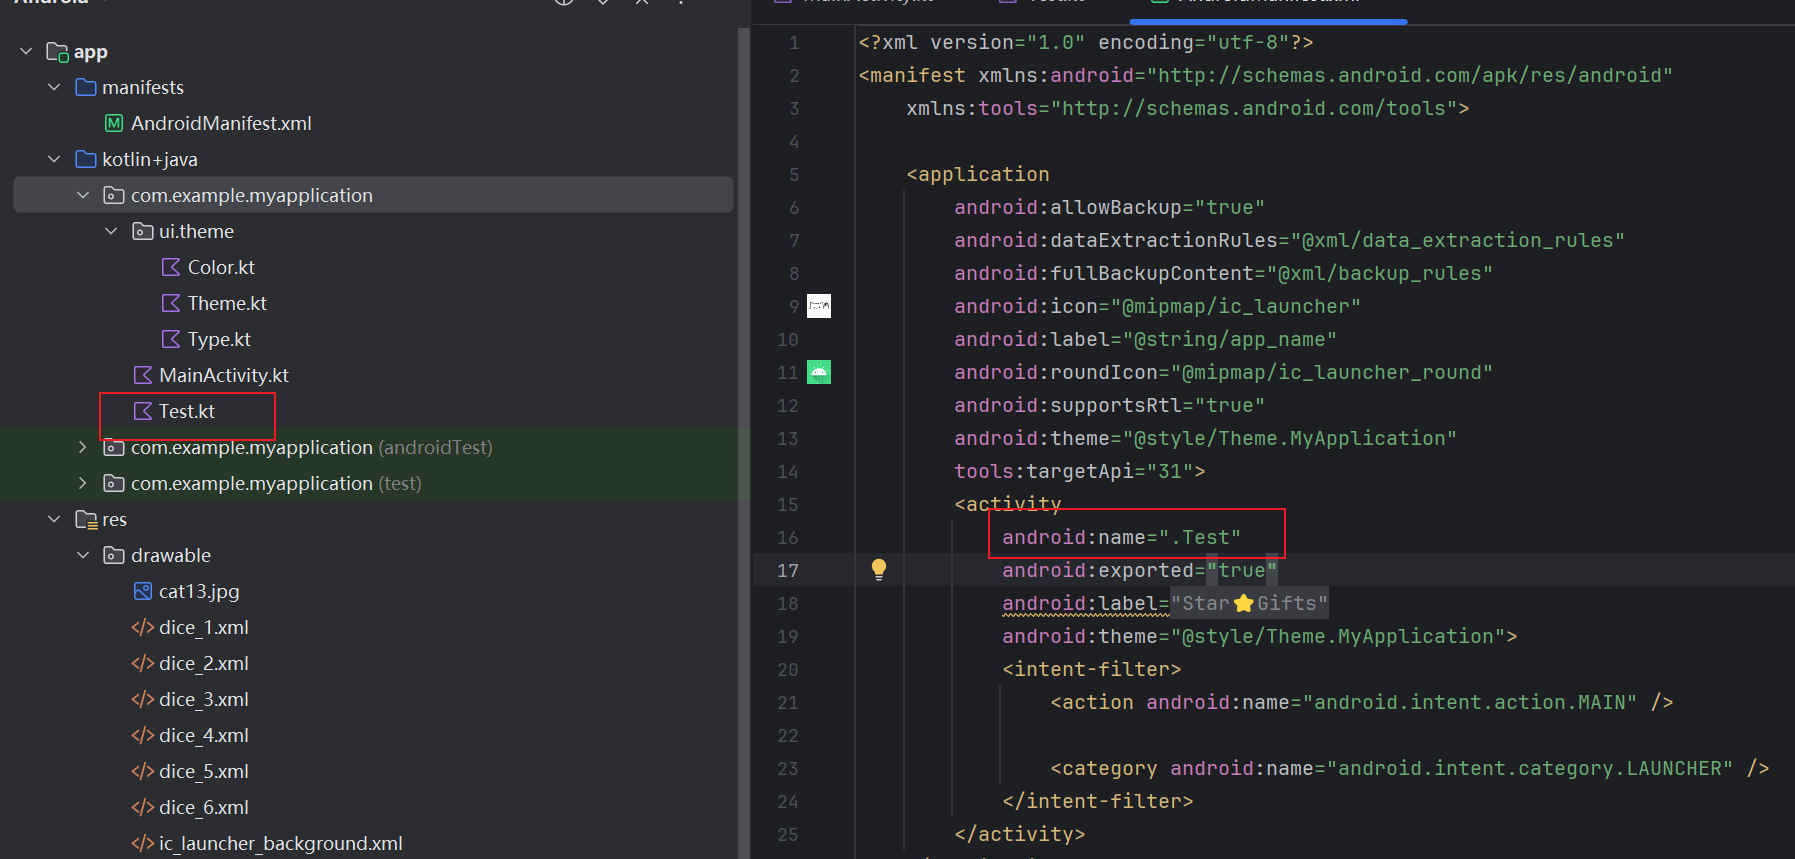 Android
app
manifests
AndroidManifest.xml
kotlin+java
com.example.myapplication
ui.theme
Color.kt
Theme.kt
Type.kt
MainActivity.kt
Test.kt
com.example.myapplication (androidTest)
com.example.myapplication (test)
res
drawable
cat13.jpg
dice_1.xml
dice_2.xml
dice_3.xml
dice_4.xml
dice_5.xml
dice_6.xml
ic_launcher_background.xml
MainActivity.kt
AndroidManifest.xml
1 <?xml version="1.0" encoding="utf-8"?>
2 <manifest xmlns:android="http://schemas.android.com/apk/res/android"
3 xmlns:tools="http://schemas.android.com/tools">
4
5 <application
6 android:allowBackup="true"
7 android:dataExtractionRules="@xml/data_extraction_rules"
8 android:fullBackupContent="@xml/backup_rules"
9 android:icon="@mipmap/ic_launcher"
10 android:label="@string/app_name"
11 android:roundIcon="@mipmap/ic_launcher_round"
12 android:supportsRtl="true"
13 android:theme="@style/Theme.MyApplication"
14 tools:targetApi="31">
15 <activity
16 android:name=".Test"
17 android:exported="true"
18 android:label="Star⭐Gifts"
19 android:theme="@style/Theme.MyApplication">
20 <intent-filter>
21 <action android:name="android.intent.action.MAIN" />
22
23 <category android:name="android.intent.category.LAUNCHER" />
24 </intent-filter>
25 </activity>